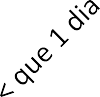 < que 1 dia